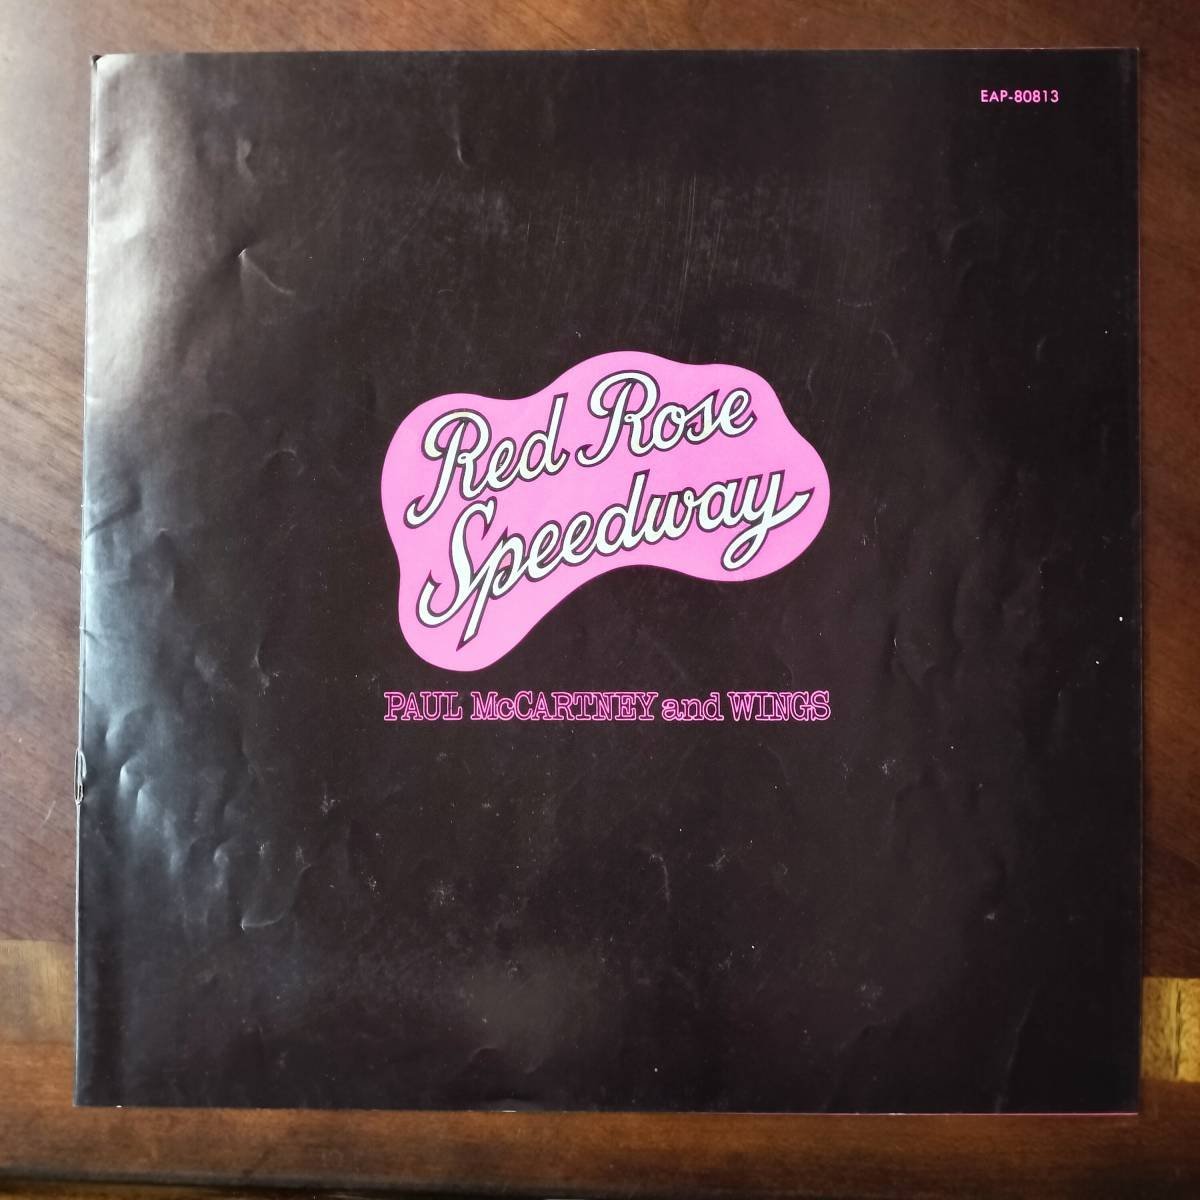 EAP-80813
Red Rose
Speedway
PAUL McCARTNEY and WINGS